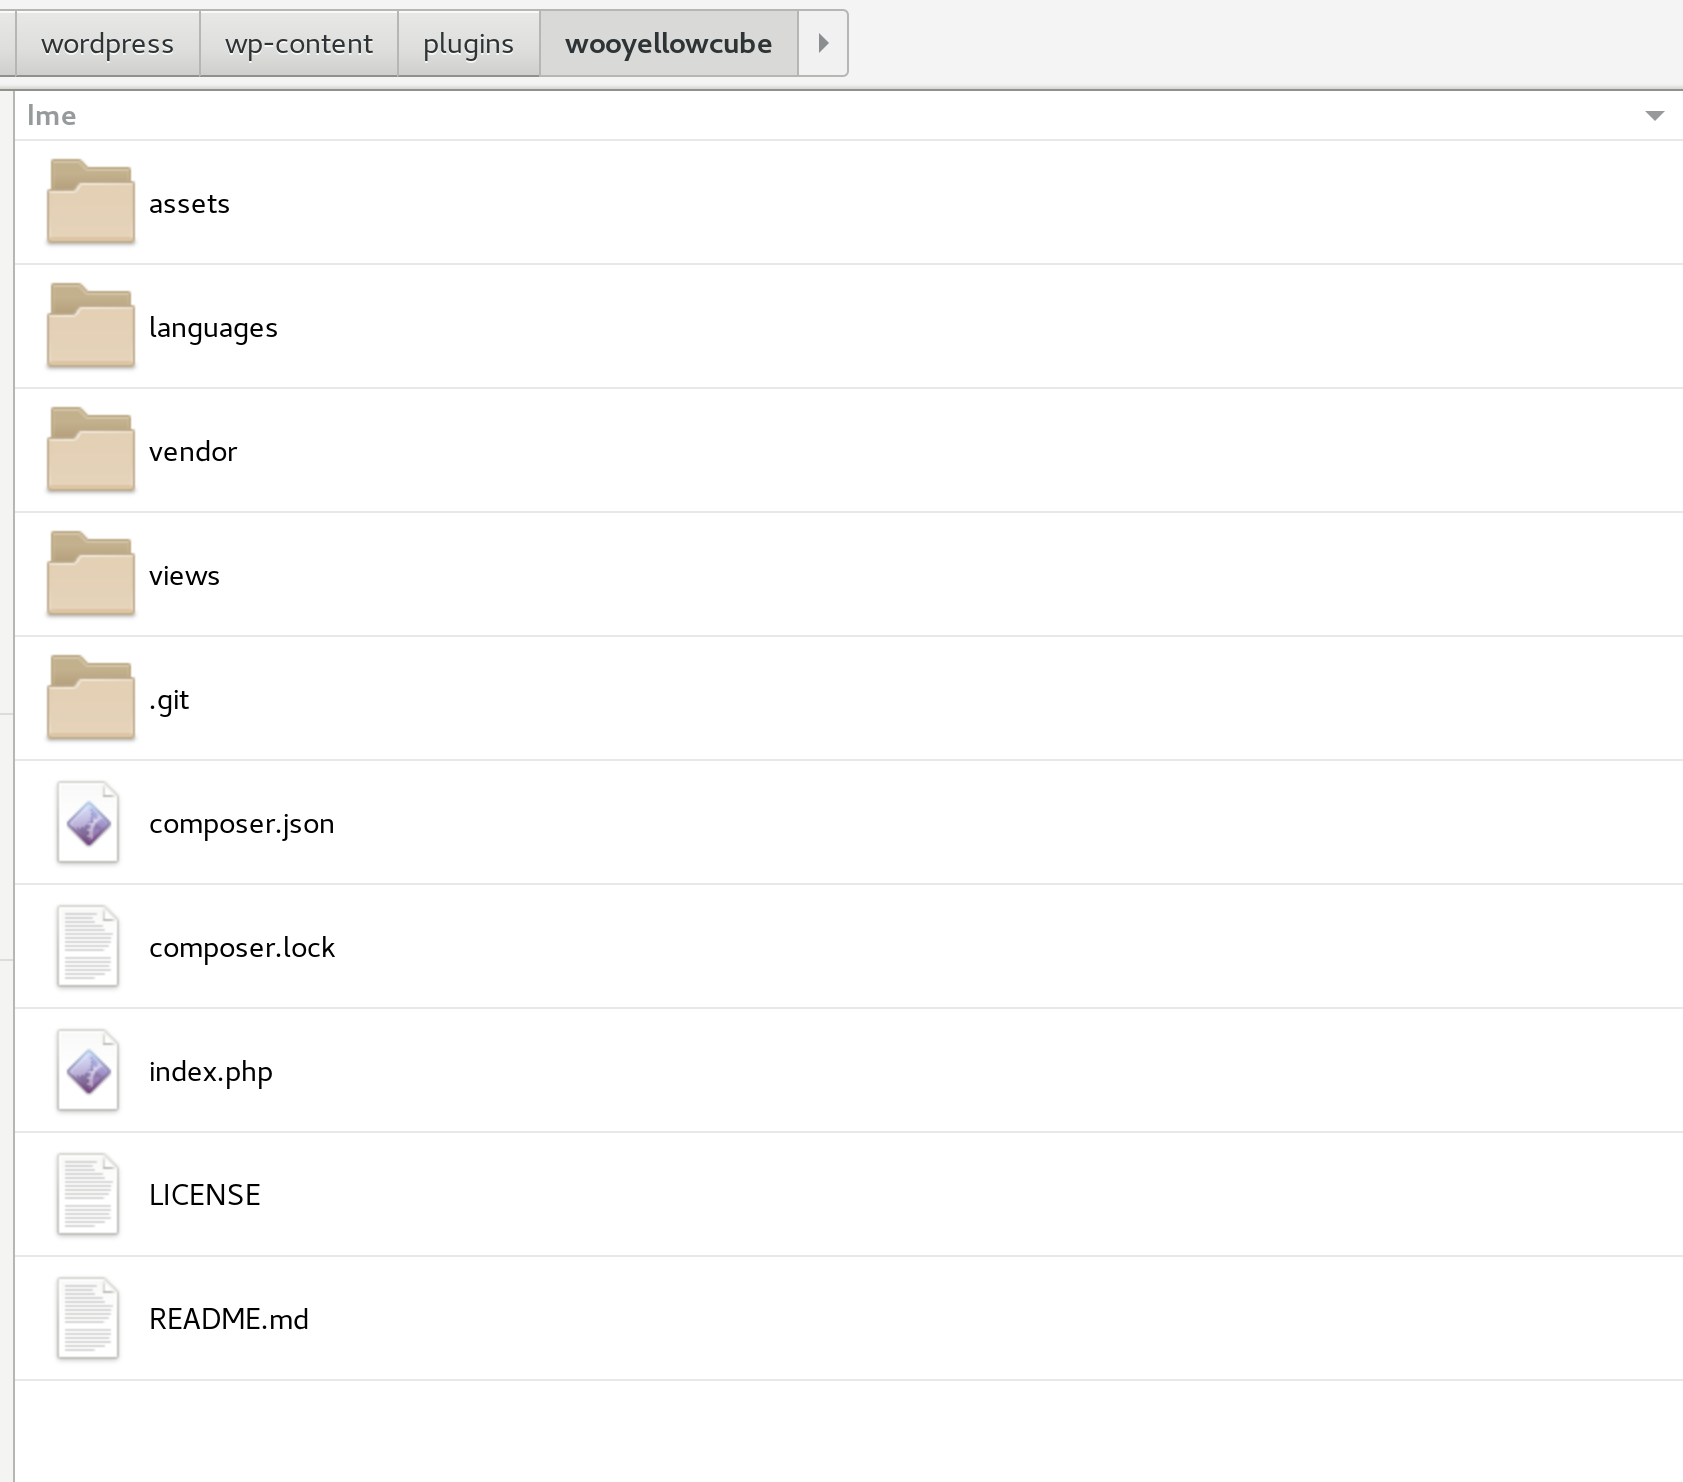 wordpress wp-content plugins wooyellowcube
Ime
assets
languages
vendor
views
.git
composer.json
composer.lock
index.php
LICENSE
README.md